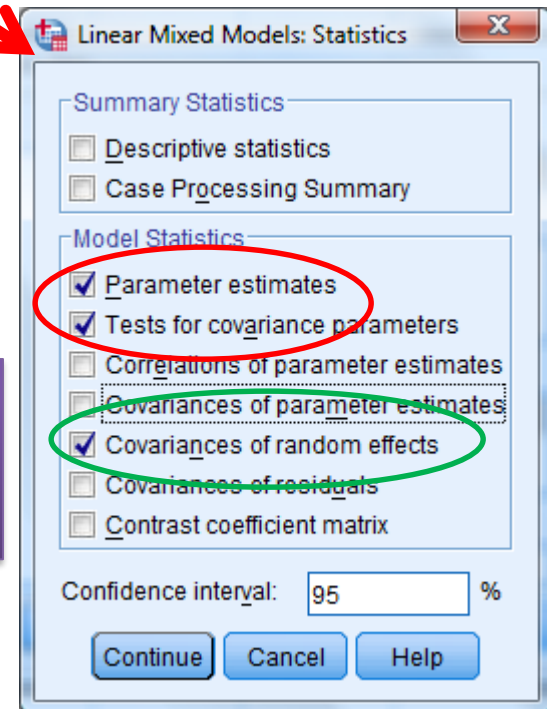 Linear Mixed Models: Statistics
Summary Statistics
Descriptive statistics
Case Processing Summary
Model Statistics
Parameter estimates
Tests for covariance parameters
Correlations of parameter estimates
Covariances of parameter estimates
Covariances of random effects
Covariances of residuals
Contrast coefficient matrix
Confidence interval: 95 %
Continue Cancel Help